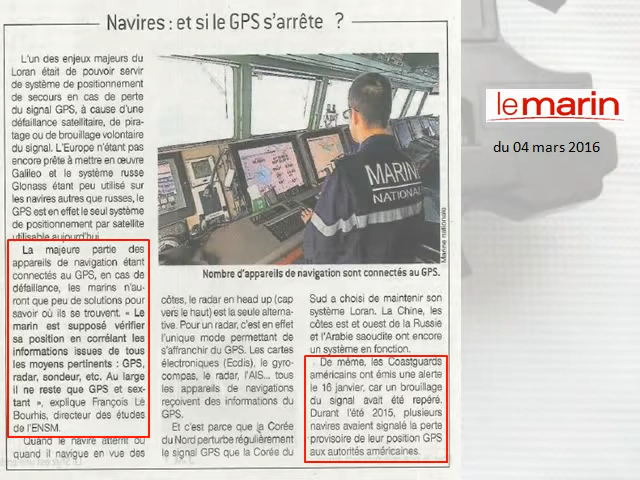 Navires : et si le GPS s'arrête ?
L'un des enjeux majeurs du
Loran était de pouvoir servir
de système de positionnement
de secours en cas de perte
du signal GPS, à cause d'une
défaillance satellitaire, de pira-
tage ou de brouillage volontaire
du signal. L'Europe n'étant pas
encore prête à mettre en œuvre
Galileo et le système russe
Glonass étant peu utilisé sur
les navires autres que russes, le
GPS est en effet le seul système
de positionnement par satellite
utilisable aujourd'hui.
La majeure partie des
appareils de navigation étant
connectés au GPS, en cas de
défaillance, les marins n'au-
ront que peu de solutions pour
savoir où ils se trouvent. « Le
marin est supposé vérifier
sa position en corrélant les
informations issues de tous
les moyens pertinents : GPS,
radar, sondeur, etc. Au large
il ne reste que GPS et sex-
tant », explique François Le
Bourhis, directeur des études
de l'ENSM.
Quand le navire atterrit ou
quand il navigue en vue des
MARINE
NATIONALE
Marine nationale
Nombre d'appareils de navigation sont connectés au GPS.
côtes, le radar en head up (cap
vers le haut) est la seule alterna-
tive. Pour un radar, c'est en effet
l'unique mode permettant de
s'affranchir du GPS. Les cartes
électroniques (Ecdis), le gyro-
compas, le radar, l'AIS... tous
les appareils de navigations
reçoivent des informations du
GPS.
Et c'est parce que la Corée
du Nord perturbe régulièrement
le signal GPS que la Corée du
Sud a choisi de maintenir son
système Loran. La Chine, les
côtes est et ouest de la Russie
et l'Arabie saoudite ont encore
un système en fonction.
De même, les Coastguards
américains ont émis une alerte
le 16 janvier, car un brouillage
du signal avait été repéré.
Durant l'été 2015, plusieurs
navires avaient signalé la perte
provisoire de leur position GPS
aux autorités américaines.
le marin
du 04 mars 2016